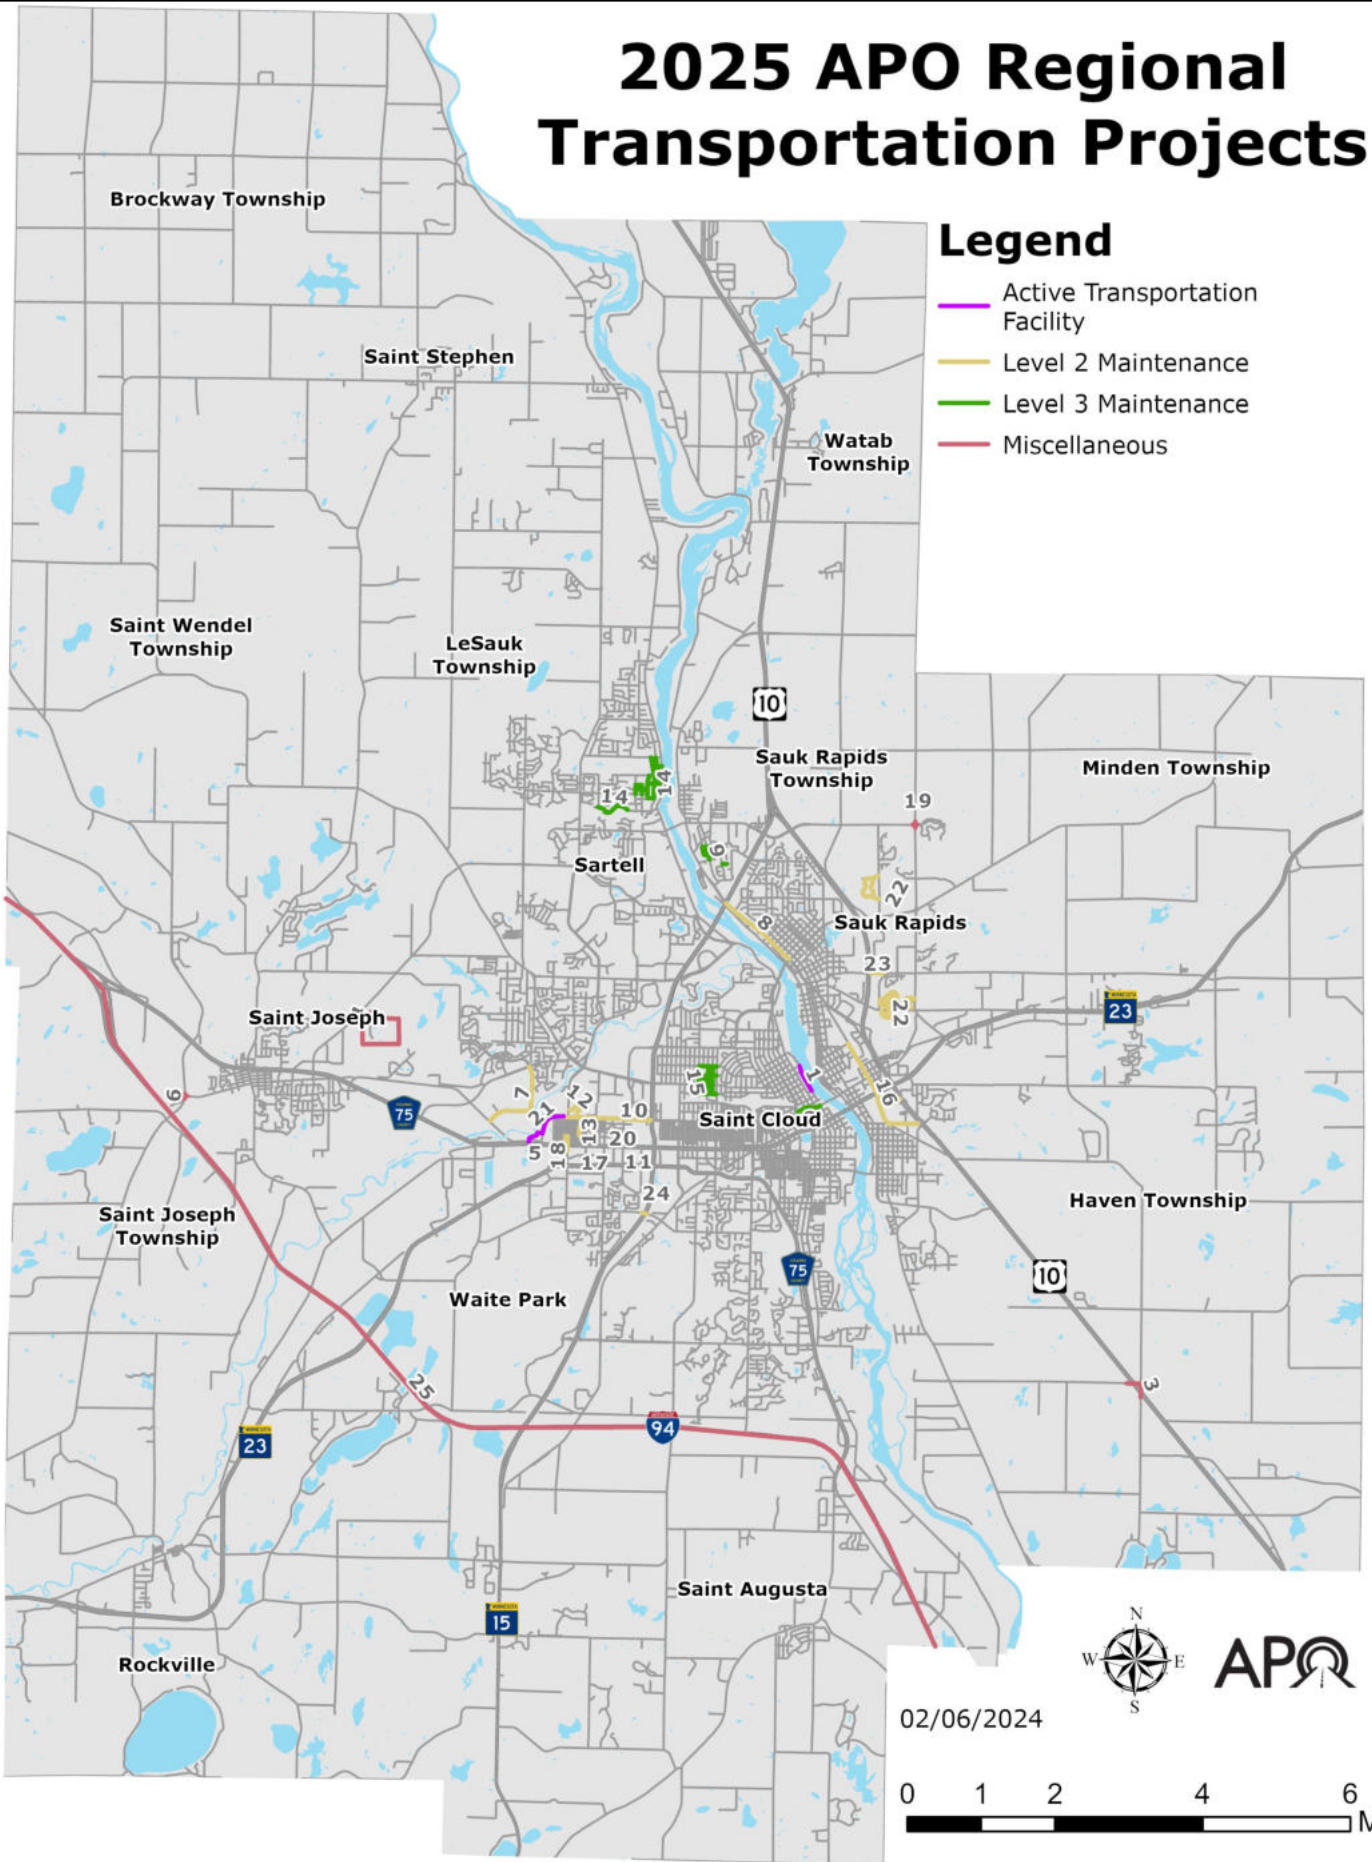 2025 APO Regional
Transportation Projects
Legend
Active Transportation
Facility
Level 2 Maintenance
Level 3 Maintenance
Miscellaneous
Brockway Township
Saint Stephen
Watab
Township
Saint Wendel
Township
LeSauk
Township
10
Sauk Rapids
Township
Minden Township
14
14
19
Sartell
9
22
8
Sauk Rapids
23
22
23
Saint Joseph
6
75
7
21
12
10
13
20
5
18
17
11
15
1
16
Saint Cloud
24
Saint Joseph
Township
Haven Township
75
10
Waite Park
25
3
23
94
15
Saint Augusta
Rockville
N
W
E
S
APO
02/06/2024
0 1 2 4 6